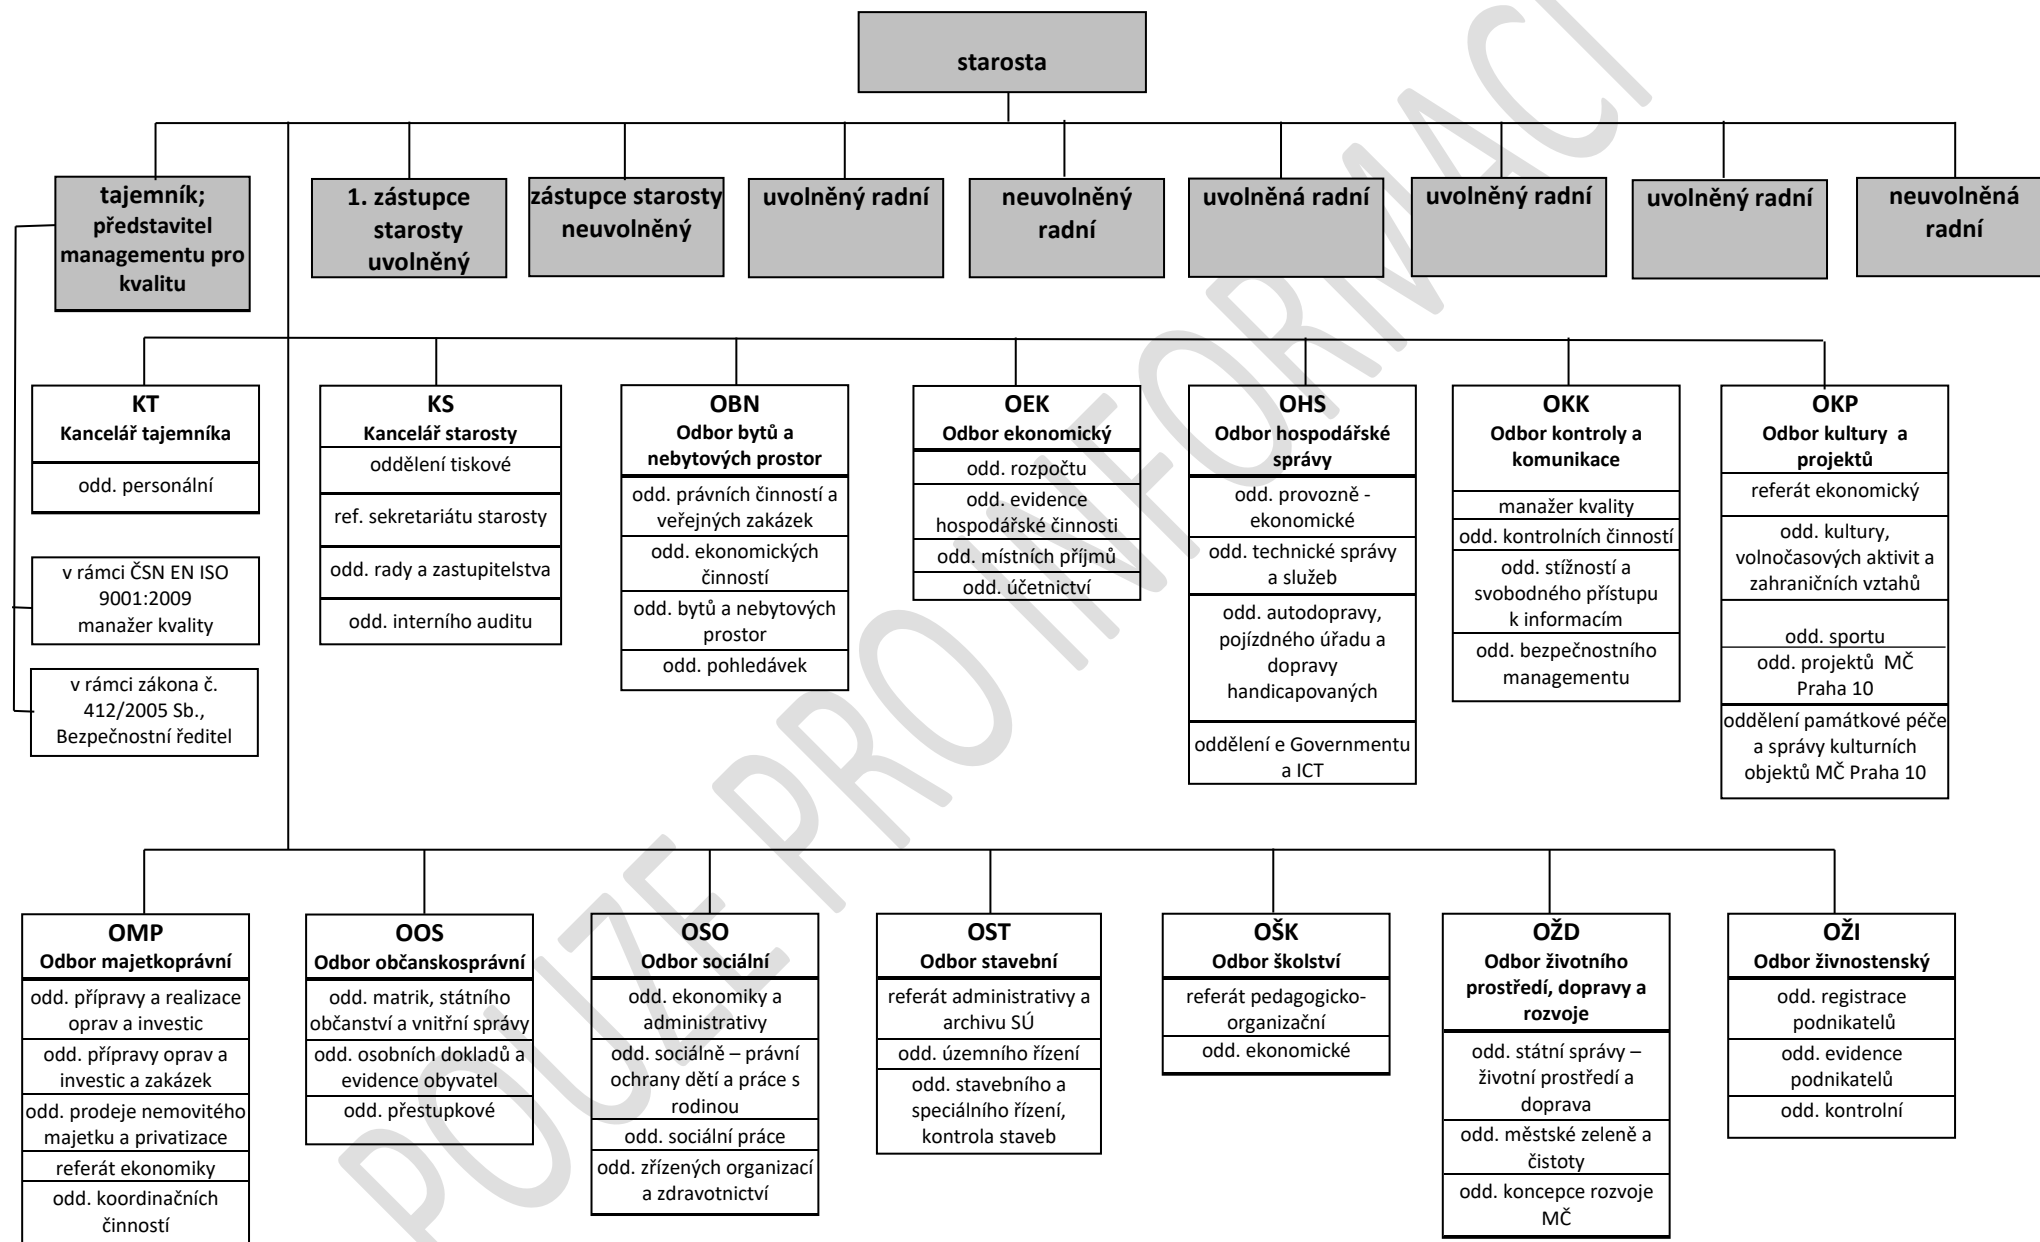 starosta
tajemník;
představitel
managementu pro
kvalitu
1. zástupce
starosty
uvolněný
zástupce starosty
neuvolněný
uvolněný radní
neuvolněný
radní
uvolněná radní
uvolněný radní
uvolněný radní
neuvolněná
radní
KT
Kancelář tajemníka
odd. personální
v rámci ČSN EN ISO
9001:2009
manažer kvality
v rámci zákona č.
412/2005 Sb.,
Bezpečnostní ředitel
KS
Kancelář starosty
oddělení tiskové
ref. sekretariátu starosty
odd. rady a zastupitelstva
odd. interního auditu
OBN
Odbor bytů a
nebytových prostor
odd. právních činností a
veřejných zakázek
odd. ekonomických
činností
odd. bytů a nebytových
prostor
odd. pohledávek
OEK
Odbor ekonomický
odd. rozpočtu
odd. evidence
hospodářské činnosti
odd. místních příjmů
odd. účetnictví
OHS
Odbor hospodářské
správy
odd. provozně -
ekonomické
odd. technické správy
a služeb
odd. autodopravy,
pojízdného úřadu a
dopravy
handicapovaných
oddělení e Governmentu
a ICT
OKK
Odbor kontroly a
komunikace
manažer kvality
odd. kontrolních činností
odd. stížností a
svobodného přístupu
k informacím
odd. bezpečnostního
managementu
OKP
Odbor kultury a
projektů
referát ekonomický
odd. kultury,
volnočasových aktivit a
zahraničních vztahů
odd. sportu
odd. projektů MČ
Praha 10
oddělení památkové péče
a správy kulturních
objektů MČ Praha 10
OMP
Odbor majetkoprávní
odd. přípravy a realizace
oprav a investic
odd. přípravy oprav a
investic a zakázek
odd. prodeje nemovitého
majetku a privatizace
referát ekonomiky
odd. koordinačních
činností
OOS
Odbor občanskosprávní
odd. matrik, státního
občanství a vnitřní správy
odd. osobních dokladů a
evidence obyvatel
odd. přestupkové
OSO
Odbor sociální
odd. ekonomiky a
administrativy
odd. sociálně – právní
ochrany dětí a práce s
rodinou
odd. sociální práce
odd. zřízených organizací
a zdravotnictví
OST
Odbor stavební
referát administrativy a
archivu SÚ
odd. územního řízení
odd. stavebního a
speciálního řízení,
kontrola staveb
OŠK
Odbor školství
referát pedagogicko-
organizační
odd. ekonomické
OŽD
Odbor životního
prostředí, dopravy a
rozvoje
odd. státní správy –
životní prostředí a
doprava
odd. městské zeleně a
čistoty
odd. koncepce rozvoje
MČ
OŽI
Odbor živnostenský
odd. registrace
podnikatelů
odd. evidence
podnikatelů
odd. kontrolní
POUZE PRO INFORMACI